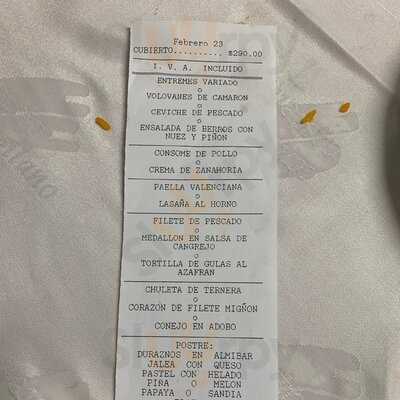 Febrero 23
CUBIERTO.......... $290.00
I. V. A. INCLUIDO
ENTREMES VARIADO
o
VOLOVANES DE CAMARON
o
CEVICHE DE PESCADO
o
ENSALADA DE BERROS CON
NUEZ Y PIÑON
CONSOME DE POLLO
o
CREMA DE ZANAHORIA
PAELLA VALENCIANA
o
LASAÑA AL HORNO
FILETE DE PESCADO
o
MEDALLON EN SALSA DE
CANGREJO
o
TORTILLA DE GULAS AL
AZAFRAN
CHULETA DE TERNERA
o
CORAZON DE FILETE MIGÑON
o
CONEJO EN ADOBO
POSTRE:
DURAZNOS EN ALMIBAR
JALEA CON QUESO
PASTEL CON HELADO
PIÑA O MELON
PAPAYA O SANDIA